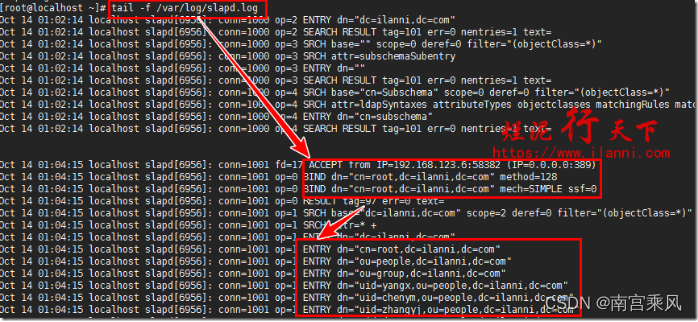 [root@localhost ~]# tail -f /var/log/slapd.log
Oct 14 01:02:14 localhost slapd[6956]: conn=1000 op=2 ENTRY dn="dc=ilanni,dc=com"
Oct 14 01:02:14 localhost slapd[6956]: conn=1000 op=2 SEARCH RESULT tag=101 err=0 nentries=1 text=
Oct 14 01:02:14 localhost slapd[6956]: conn=1000 op=3 SRCH base="" scope=0 deref=0 filter="(objectClass=*)"
Oct 14 01:02:14 localhost slapd[6956]: conn=1000 op=3 SRCH attr=subschemaSubentry
Oct 14 01:02:14 localhost slapd[6956]: conn=1000 op=3 ENTRY dn=""
Oct 14 01:02:14 localhost slapd[6956]: conn=1000 op=3 SEARCH RESULT tag=101 err=0 nentries=1 text=
Oct 14 01:02:14 localhost slapd[6956]: conn=1000 op=4 SRCH base="cn=Subschema" scope=0 deref=0 filter="(objectClass=*)"
Oct 14 01:02:14 localhost slapd[6956]: conn=1000 op=4 SRCH attr=ldapSyntaxes attributeTypes objectclasses matchingRules
Oct 14 01:02:14 localhost slapd[6956]: conn=1000 op=4 ENTRY dn="cn=subschema"
Oct 14 01:02:14 localhost slapd[6956]: conn=1000 op=4 SEARCH RESULT tag=101 err=0 nentries=1 text=
烂泥行天下
https://www.ilanni.com
Oct 14 01:04:15 localhost slapd[6956]: conn=1001 fd=17 ACCEPT from IP=192.168.123.6:58382 (IP=0.0.0.0:389)
Oct 14 01:04:15 localhost slapd[6956]: conn=1001 op=0 BIND dn="cn=root,dc=ilanni,dc=com" method=128
Oct 14 01:04:15 localhost slapd[6956]: conn=1001 op=0 BIND dn="cn=root,dc=ilanni,dc=com" mech=SIMPLE ssf=0
Oct 14 01:04:15 localhost slapd[6956]: conn=1001 op=0 RESULT tag=97 err=0 text=
Oct 14 01:04:15 localhost slapd[6956]: conn=1001 op=1 SRCH base="dc=ilanni,dc=com" scope=2 deref=0 filter="(objectClass=*)"
Oct 14 01:04:15 localhost slapd[6956]: conn=1001 op=1 SRCH attr=* +
Oct 14 01:04:15 localhost slapd[6956]: conn=1001 op=1 ENTRY dn="dc=ilanni,dc=com"
Oct 14 01:04:15 localhost slapd[6956]: conn=1001 op=1 ENTRY dn="cn=root,dc=ilanni,dc=com"
Oct 14 01:04:15 localhost slapd[6956]: conn=1001 op=1 ENTRY dn="ou=people,dc=ilanni,dc=com"
Oct 14 01:04:15 localhost slapd[6956]: conn=1001 op=1 ENTRY dn="ou=group,dc=ilanni,dc=com"
Oct 14 01:04:15 localhost slapd[6956]: conn=1001 op=1 ENTRY dn="uid=yangx,ou=people,dc=ilanni,dc=com"
Oct 14 01:04:15 localhost slapd[6956]: conn=1001 op=1 ENTRY dn="uid=chenym,ou=people,dc=ilanni,dc=com"
Oct 14 01:04:15 localhost slapd[6956]: conn=1001 op=1 ENTRY dn="uid=zhangyj,ou=people,dc=ilanni,dc=com"
CSDN @南宫乘风